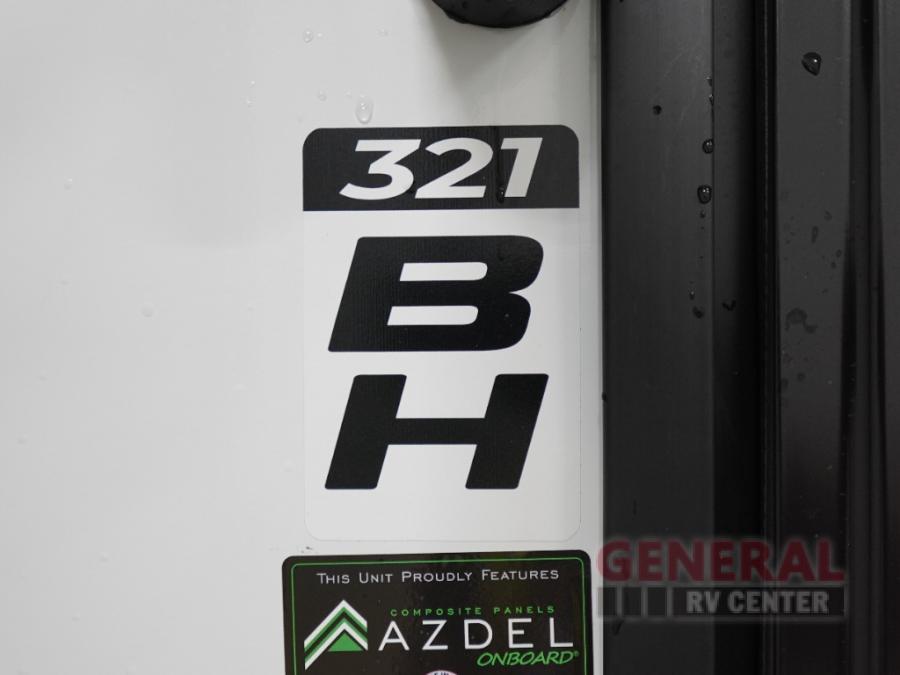 321
B
H
THIS UNIT PROUDLY FEATURES
COMPOSITE PANELS
AZDEL
ONBOARD®
GENERAL
RV CENTER